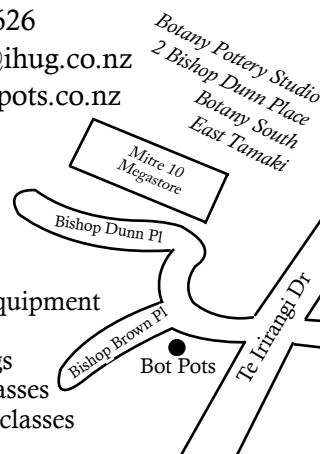 626
@ihug.co.nz
pots.co.nz
Botany Pottery Studio
2 Bishop Dunn Place
Botany South
East Tamaki
Mitre 10
Megastore
Bishop Dunn Pl
quipment
Bishop Brown Pl
gs
Bot Pots
Te Irirangi Dr
asses
classes